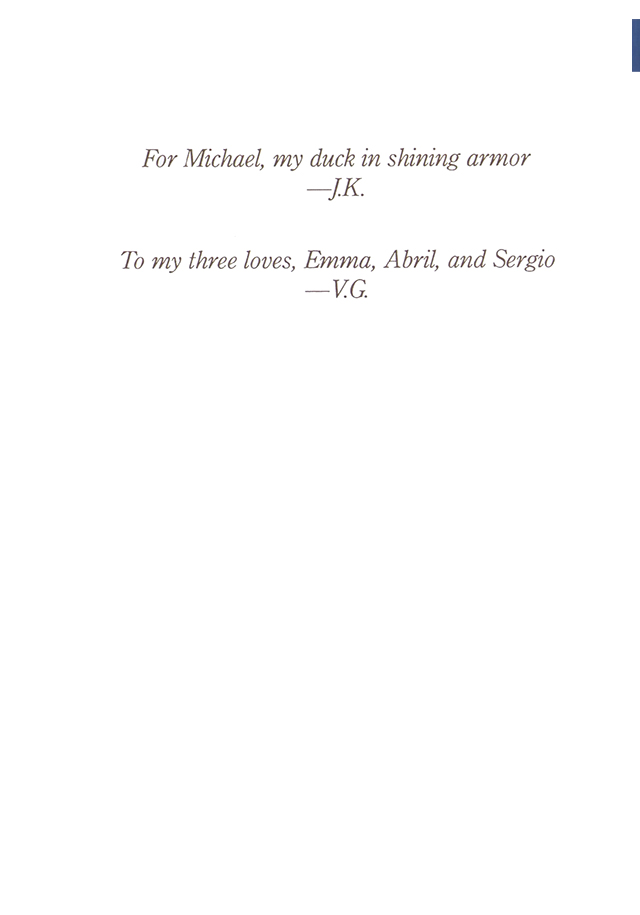 For Michael, my duck in shining armor
—J.K.
To my three loves, Emma, Abril, and Sergio
—V.G.